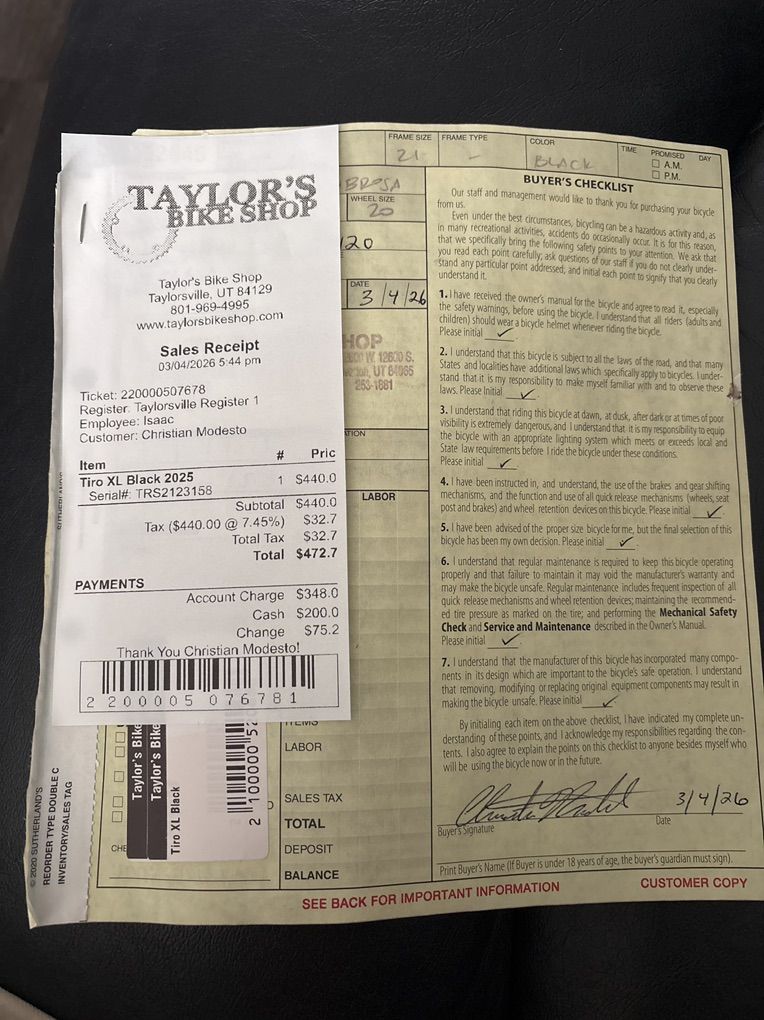 TAYLOR'S
BIKE SHOP
Taylor's Bike Shop
Taylorsville, UT 84129
801-969-4995
www.taylorsbikeshop.com
Sales Receipt
03/04/2026 5:44 pm
Ticket: 220000507678
Register: Taylorsville Register 1
Employee: Isaac
Customer: Christian Modesto
Item # Pric
Tiro XL Black 2025 1 $440.0
Serial#: TRS2123158
Subtotal $440.0
Tax ($440.00 @ 7.45%) $32.7
Total Tax $32.7
Total $472.7
PAYMENTS
Account Charge $348.0
Cash $200.0
Change $75.2
Thank You Christian Modesto!
2 200005 076781
FRAME SIZE
21
FRAME TYPE
-
COLOR
BLACK
TIME PROMISED DAY
A.M.
P.M.
WHEEL SIZE
20
120
DATE
3/4/26
HOP
W. 12600 S.
UT 84065
253-1881
ATION
LABOR
ITEMS
LABOR
SALES TAX
TOTAL
DEPOSIT
BALANCE
BUYER'S CHECKLIST
Our staff and management would like to thank you for purchasing your bicycle
from us.
Even under the best circumstances, bicycling can be a hazardous activity and, as
in many recreational activities, accidents do occasionally occur. It is for this reason,
that we specifically bring the following safety points to your attention. We ask that
you read each point carefully; ask questions of our staff if you do not clearly under-
stand any particular point addressed, and initial each point to signify that you clearly
understand it.
1. I have received the owner's manual for the bicycle and agree to read it, especially
the safety warnings, before using the bicycle. I understand that all riders (adults and
children) should wear a bicycle helmet whenever riding the bicycle.
Please initial ✓
2. I understand that this bicycle is subject to all the laws of the road, and that many
States and localities have additional laws which specifically apply to bicycles. I under-
stand that it is my responsibility to make myself familiar with and to observe these
laws. Please Initial ✓
3. I understand that riding this bicycle at dawn, at dusk, after dark or at times of poor
visibility is extremely dangerous, and I understand that it is my responsibility to equip
the bicycle with an appropriate lighting system which meets or exceeds local and
State law requirements before I ride the bicycle under these conditions.
Please initial ✓
4. I have been instructed in, and understand, the use of the brakes and gear shifting
mechanisms, and the function and use of all quick release mechanisms (wheels, seat
post and brakes) and wheel retention devices on this bicycle. Please initial ✓
5. I have been advised of the proper size bicycle for me, but the final selection of this
bicycle has been my own decision. Please initial ✓
6. I understand that regular maintenance is required to keep this bicycle operating
properly and that failure to maintain it may void the manufacturer's warranty and
may make the bicycle unsafe. Regular maintenance includes frequent inspection of all
quick release mechanisms and wheel retention devices; maintaining the recommend-
ed tire pressure as marked on the tire; and performing the Mechanical Safety
Check and Service and Maintenance described in the Owner's Manual.
Please initial ✓
7. I understand that the manufacturer of this bicycle has incorporated many compo-
nents in its design which are important to the bicycle's safe operation. I understand
that removing, modifying or replacing original equipment components may result in
making the bicycle unsafe. Please initial ✓
By initialing each item on the above checklist, I have indicated my complete un-
derstanding of these points, and I acknowledge my responsibilities regarding the con-
tents. I also agree to explain the points on this checklist to anyone besides myself who
will be using the bicycle now or in the future.
3/4/26
Buyer's Signature Date
Print Buyer's Name (If Buyer is under 18 years of age, the buyer's guardian must sign).
SEE BACK FOR IMPORTANT INFORMATION
CUSTOMER COPY
Taylor's Bike
Taylor's Bike
Tiro XL Black
2 100000 52
CHE
© 2020 SUTHERLAND'S
REORDER TYPE DOUBLE C
INVENTORY/SALES TAG